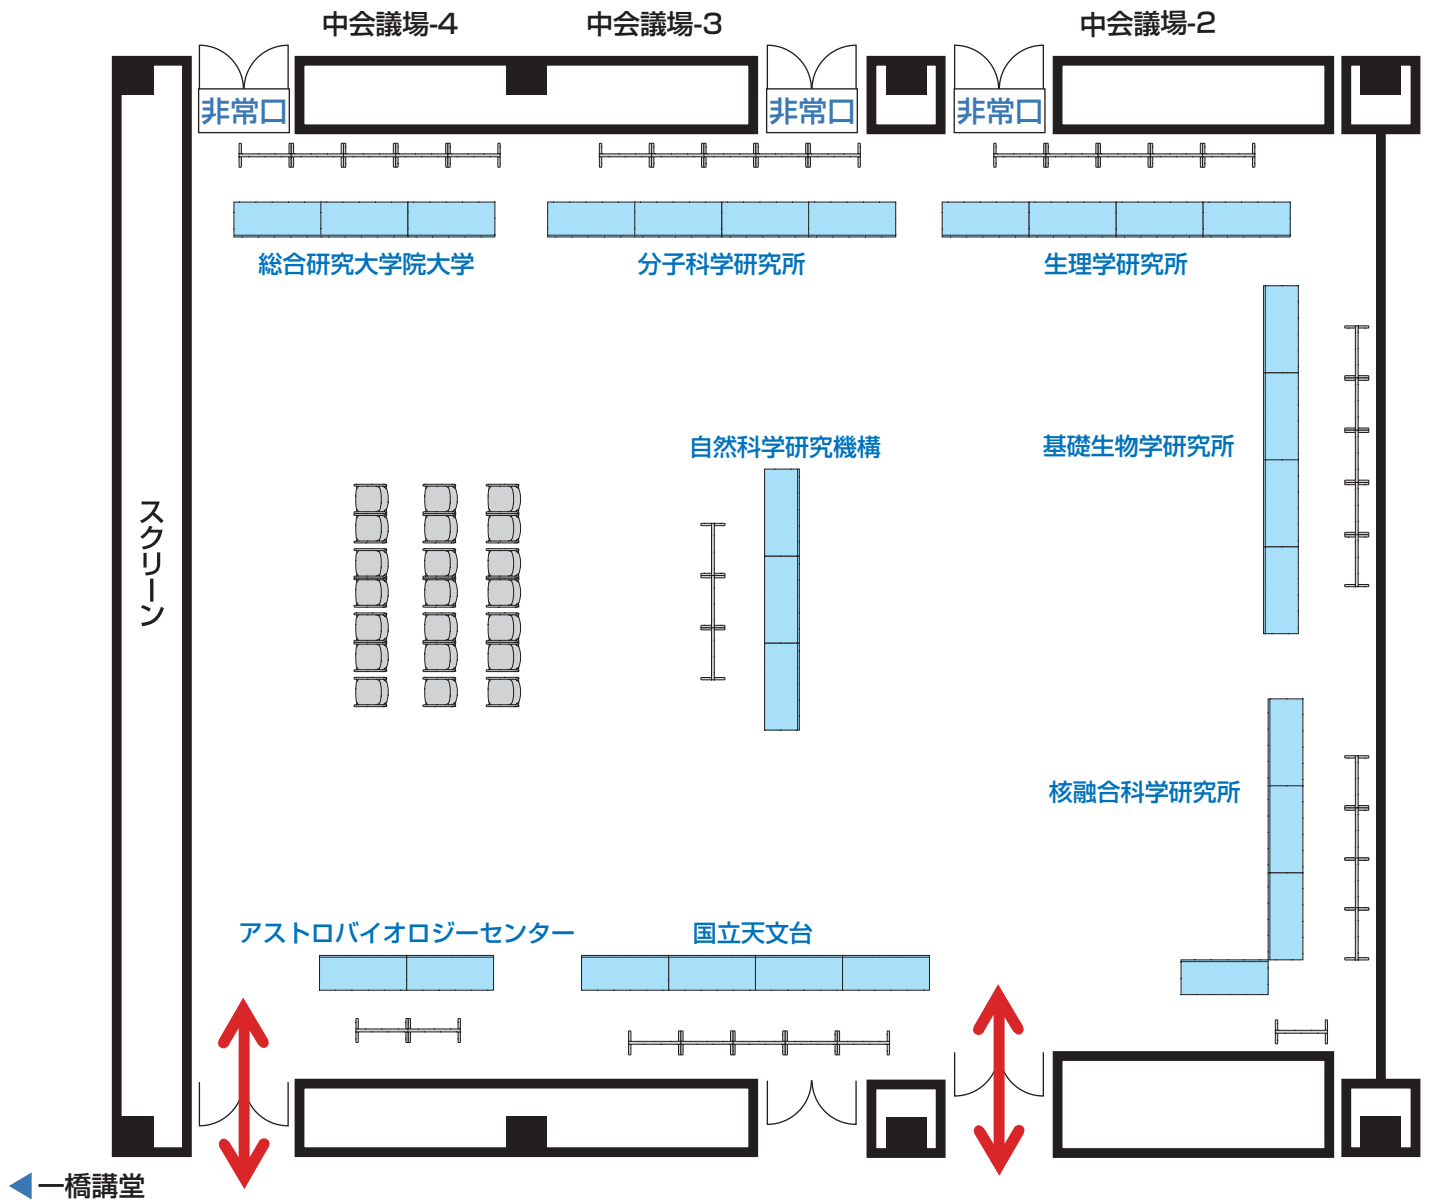 中会議場-4
中会議場-3
中会議場-2
非常口
非常口
非常口
総合研究大学院大学
分子科学研究所
生理学研究所
自然科学研究機構
基礎生物学研究所
スクリーン
核融合科学研究所
アストロバイオロジーセンター
国立天文台
一橋講堂